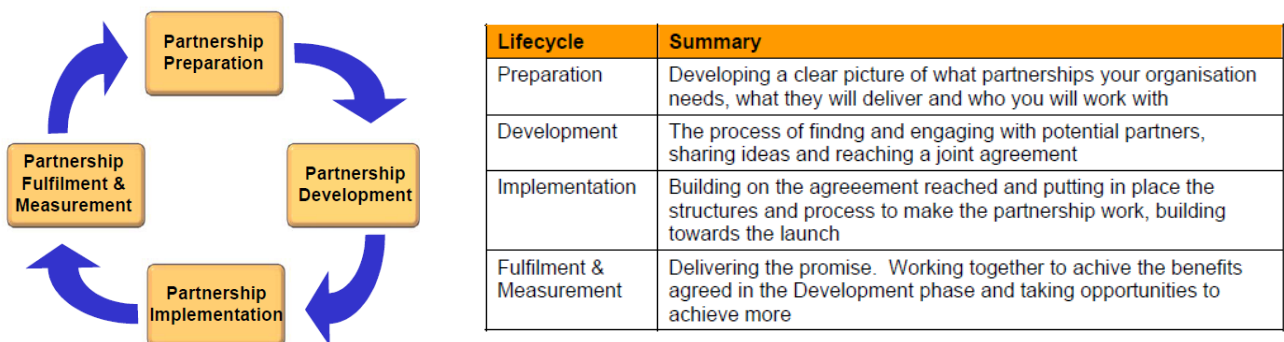 Partnership
Preparation
Partnership
Development
Partnership
Implementation
Partnership
Fulfilment &
Measurement
Lifecycle Summary
Preparation Developing a clear picture of what partnerships your organisation
needs, what they will deliver and who you will work with
Development The process of findng and engaging with potential partners,
sharing ideas and reaching a joint agreement
Implementation Building on the agreeement reached and putting in place the
structures and process to make the partnership work, building
towards the launch
Fulfilment & Delivering the promise. Working together to achive the benefits
Measurement agreed in the Development phase and taking opportunities to
achieve more